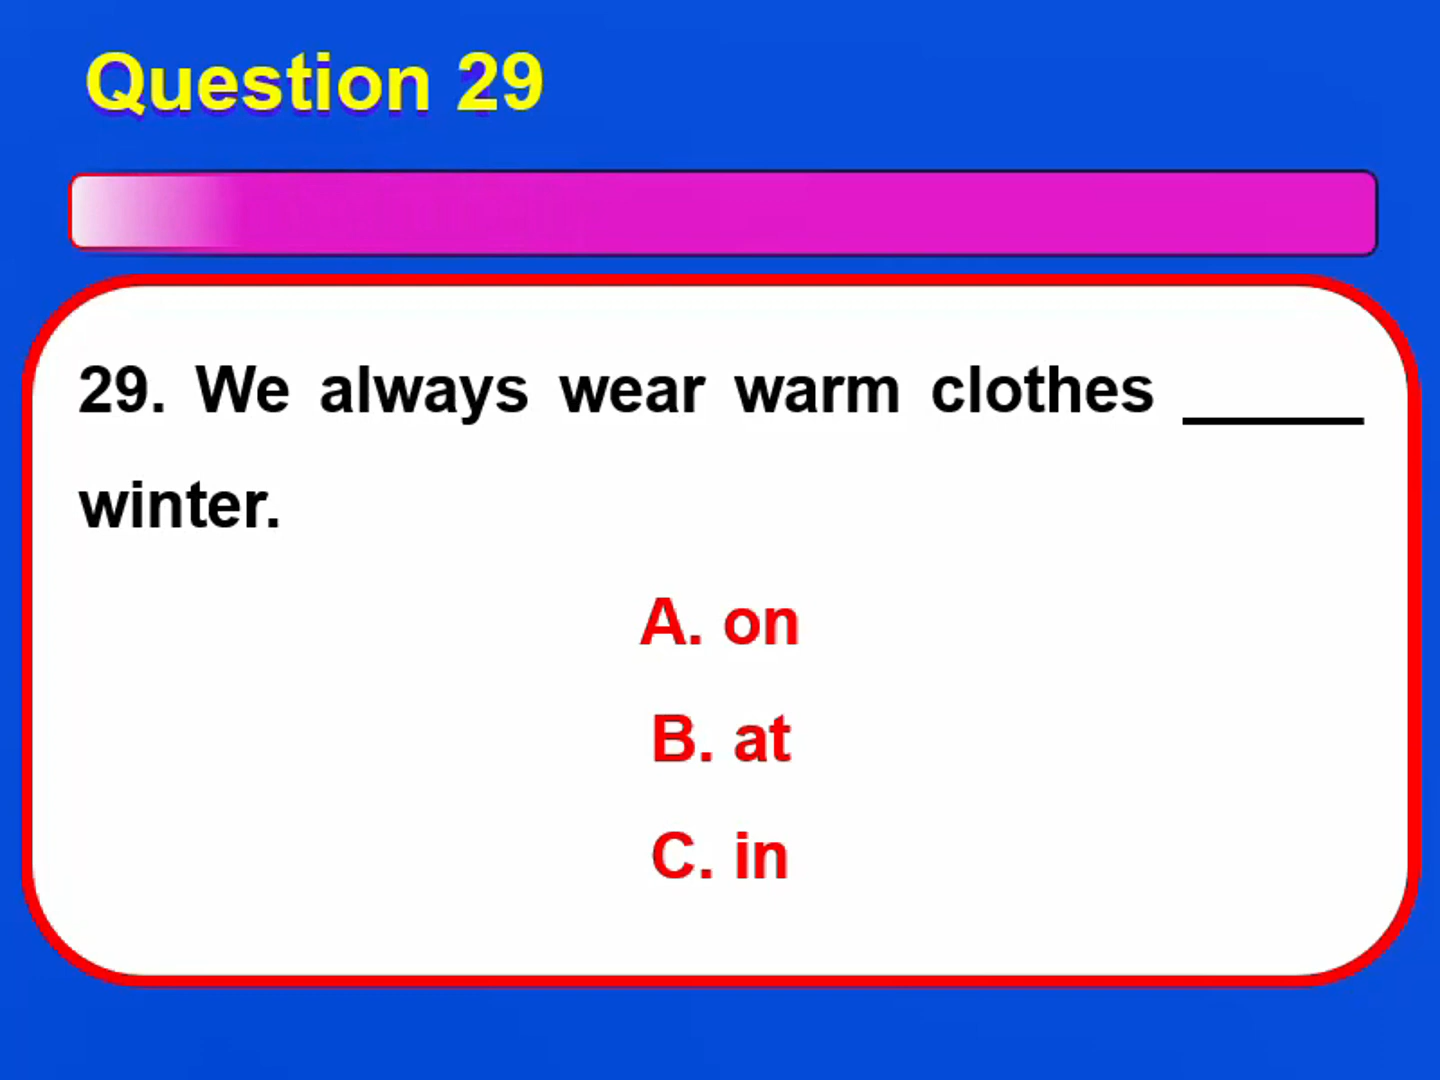 Question 29
29. We always wear warm clothes _____
winter.
A. on
B. at
C. in